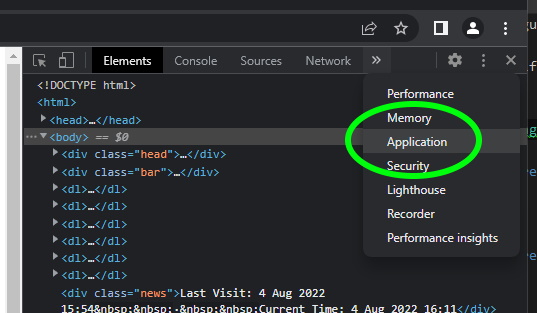 Elements Console Sources Network »
<!DOCTYPE html>
<html>
<head>…</head>
<body> == $0
<div class="head">…</div>
<div class="bar">…</div>
<dl>…</dl>
<dl>…</dl>
<dl>…</dl>
<dl>…</dl>
<dl>…</dl>
<dl>…</dl>
<div class="news">Last Visit: 4 Aug 2022
15:54&nbsp;&nbsp;-&nbsp;&nbsp;Current Time: 4 Aug 2022 16:11</div>
Performance
Memory
Application
Security
Lighthouse
Recorder
Performance insights